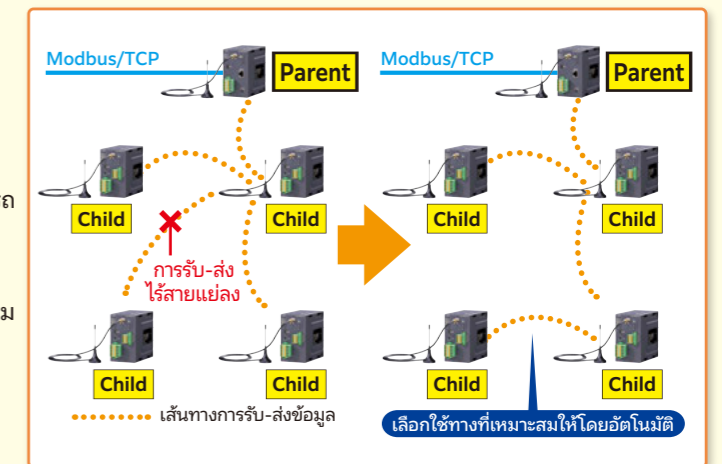 Modbus/TCP
Parent
Modbus/TCP
Parent
Child
Child
Child
Child
การรับ-ส่ง
ไร้สายแย่ลง
Child
Child
Child
Child
เส้นทางการรับ-ส่งข้อมูล
เลือกใช้ทางที่เหมาะสมให้โดยอัตโนมัติ